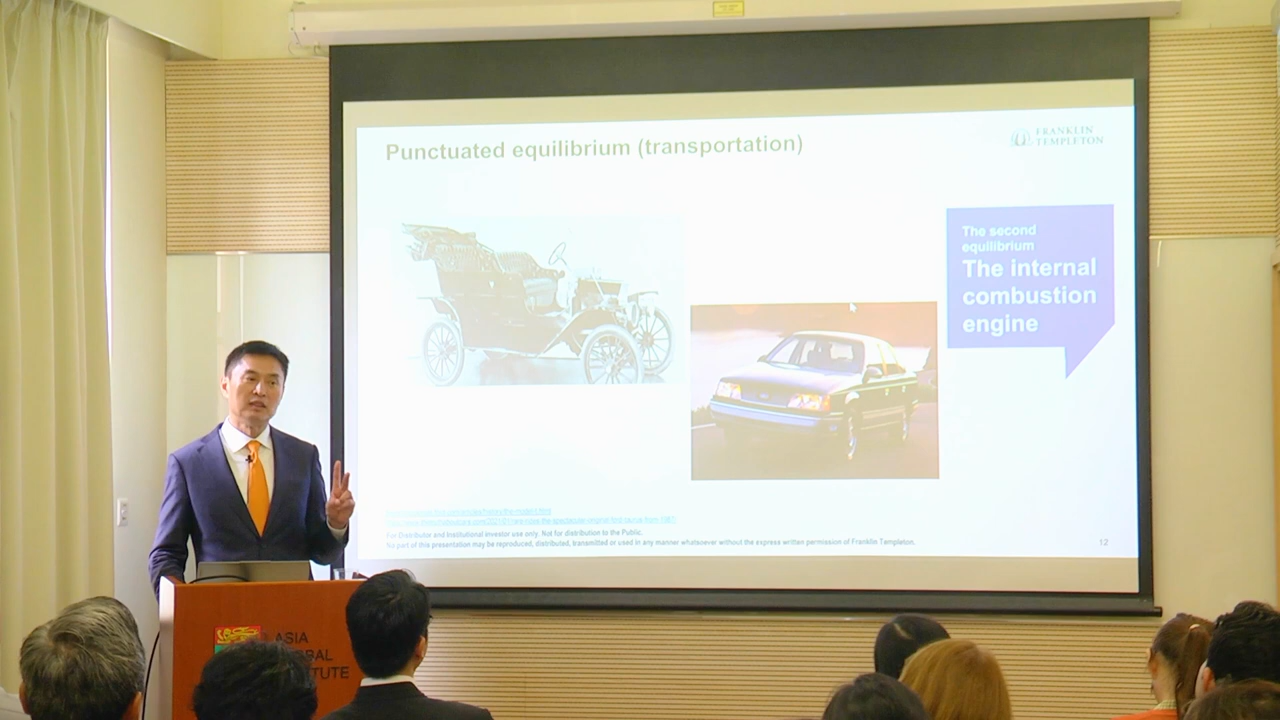 Punctuated equilibrium (transportation)
FRANKLIN
TEMPLETON
The second
equilibrium
The internal
combustion
engine
For Distributor and Institutional investor use only. Not for distribution to the Public.
No part of this presentation may be reproduced, distributed, transmitted or used in any manner whatsoever without the express written permission of Franklin Templeton.
12
ASIA